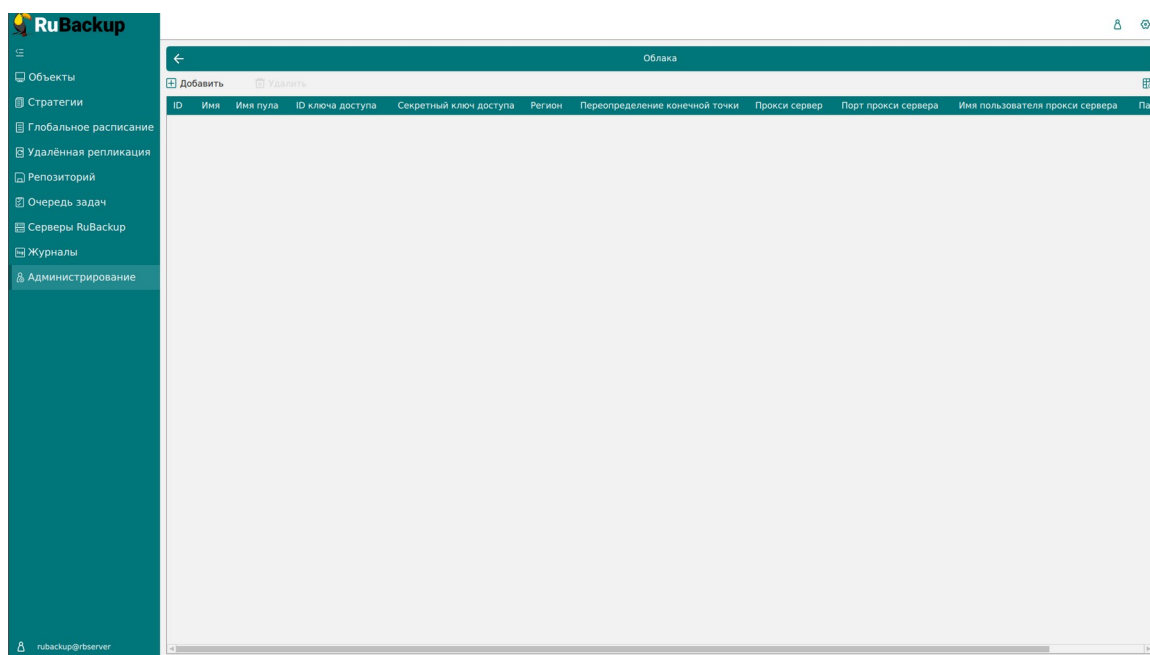 RuBackup
Облака
Объекты
Стратегии
Глобальное расписание
Удалённая репликация
Репозиторий
Очередь задач
Серверы RuBackup
Журналы
Администрирование
Добавить Удалить
ID Имя Имя пула ID ключа доступа Секретный ключ доступа Регион Переопределение конечной точки Прокси сервер Порт прокси сервера Имя пользователя прокси сервера Па
rubackup@rbserver